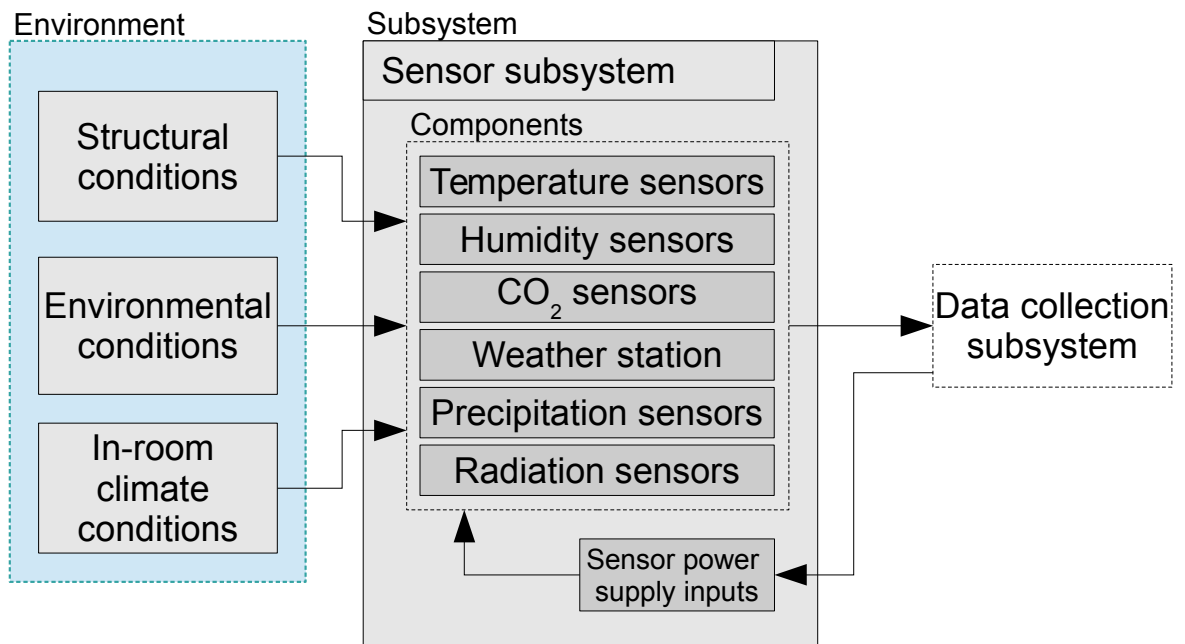 Environment
Structural
conditions
Environmental
conditions
In-room
climate
conditions
Subsystem
Sensor subsystem
Components
Temperature sensors
Humidity sensors
CO₂ sensors
Weather station
Precipitation sensors
Radiation sensors
Sensor power
supply inputs
Data collection
subsystem